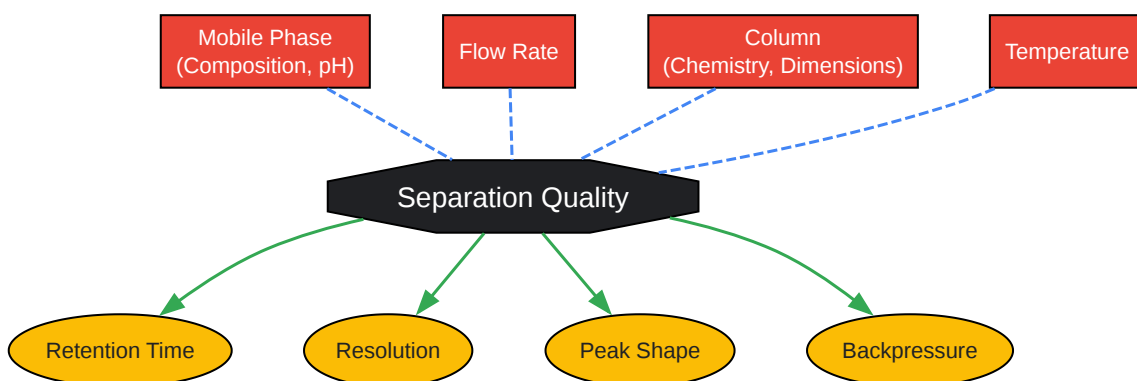 Mobile Phase
(Composition, pH)
Flow Rate
Column
(Chemistry, Dimensions)
Temperature
Separation Quality
Retention Time
Resolution
Peak Shape
Backpressure